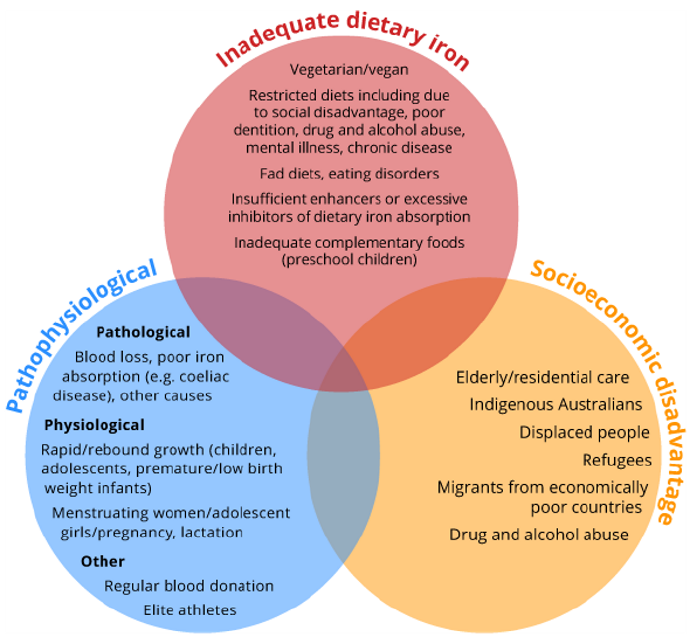 Inadequate dietary iron
Vegetarian/vegan
Restricted diets including due
to social disadvantage, poor
dentition, drug and alcohol abuse,
mental illness, chronic disease
Fad diets, eating disorders
Insufficient enhancers or excessive
inhibitors of dietary iron absorption
Inadequate complementary foods
(preschool children)
Pathophysiological
Pathological
Blood loss, poor iron
absorption (e.g. coeliac
disease), other causes
Physiological
Rapid/rebound growth (children,
adolescents, premature/low birth
weight infants)
Menstruating women/adolescent
girls/pregnancy, lactation
Other
Regular blood donation
Elite athletes
Socioeconomic disadvantage
Elderly/residential care
Indigenous Australians
Displaced people
Refugees
Migrants from economically
poor countries
Drug and alcohol abuse